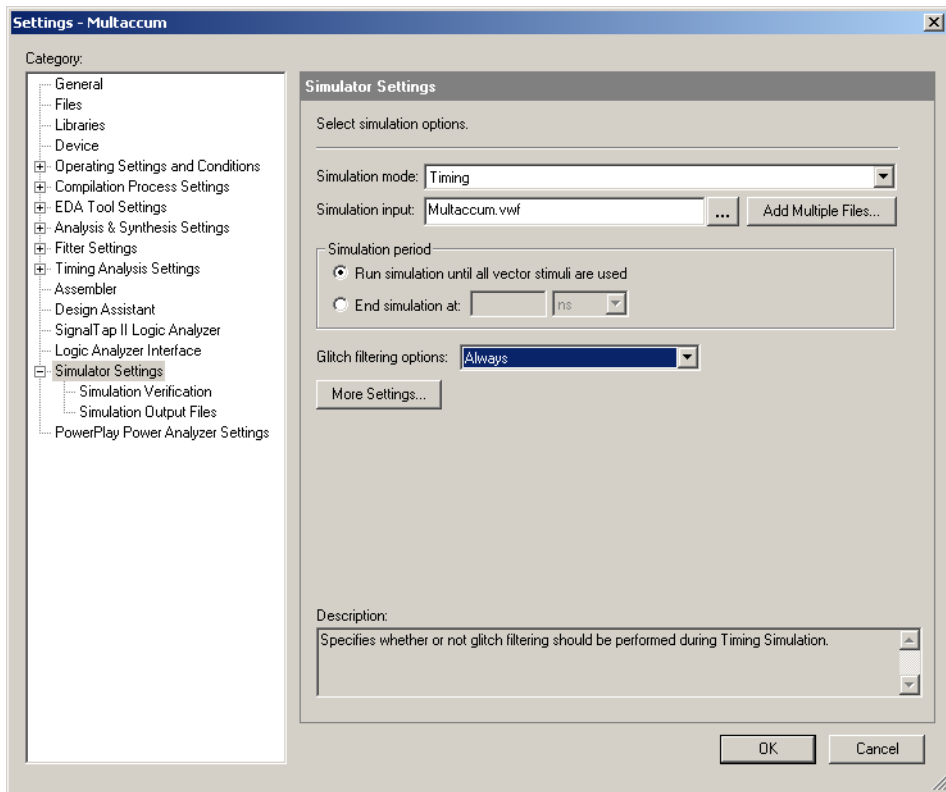 Settings - Multaccum
Category:
General
Files
Libraries
Device
Operating Settings and Conditions
Compilation Process Settings
EDA Tool Settings
Analysis & Synthesis Settings
Fitter Settings
Timing Analysis Settings
Assembler
Design Assistant
SignalTap II Logic Analyzer
Logic Analyzer Interface
Simulator Settings
Simulation Verification
Simulation Output Files
PowerPlay Power Analyzer Settings
Simulator Settings
Select simulation options.
Simulation mode: Timing
Simulation input: Multaccum.vwf ... Add Multiple Files...
Simulation period
Run simulation until all vector stimuli are used
End simulation at: ns
Glitch filtering options: Always
More Settings...
Description:
Specifies whether or not glitch filtering should be performed during Timing Simulation.
OK Cancel